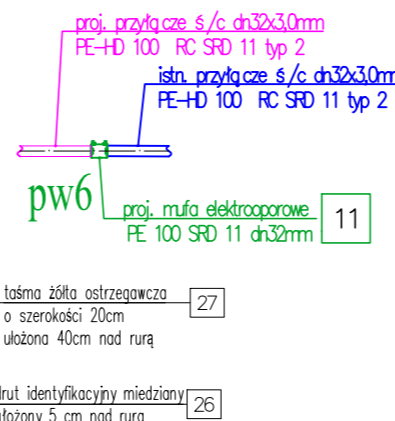 proj. przyłącze ś/c dn32x3,0mm
PE-HD 100 RC SRD 11 typ 2
istn. przyłącze ś/c dn32x3,0m
PE-HD 100 RC SRD 11 typ 2
pw6
proj. mufa elektrooporowe
PE 100 SRD 11 dn32mm
11
taśma żółta ostrzegawcza
27
o szerokości 20cm
ułożona 40cm nad rurą
drut identyfikacyjny miedziany
26
ułożony 5 cm nad rurą